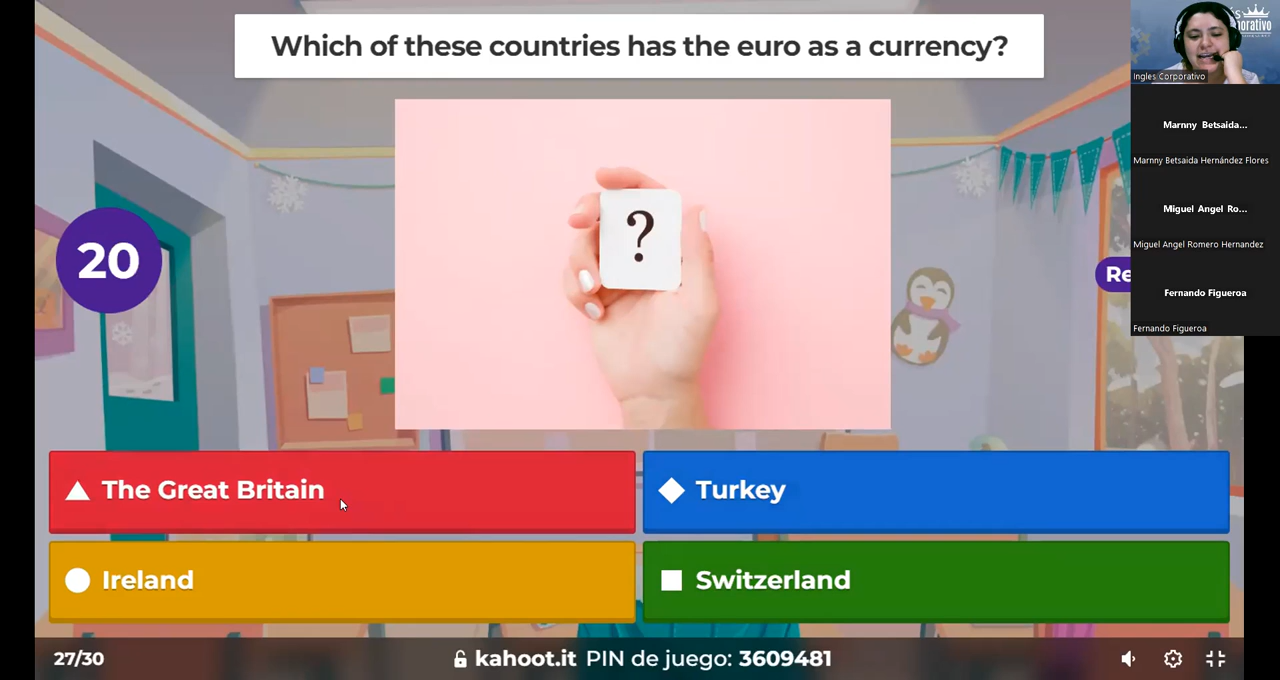 Which of these countries has the euro as a currency?
20
?
Re
The Great Britain
Turkey
Ireland
Switzerland
27/30
kahoot.it PIN de juego: 3609481
Ingles Corporativo
Marnny Betsaida...
Marnny Betsaida Hernández Flores
Miguel Angel Ro...
Miguel Angel Romero Hernandez
Fernando Figueroa
Fernando Figueroa